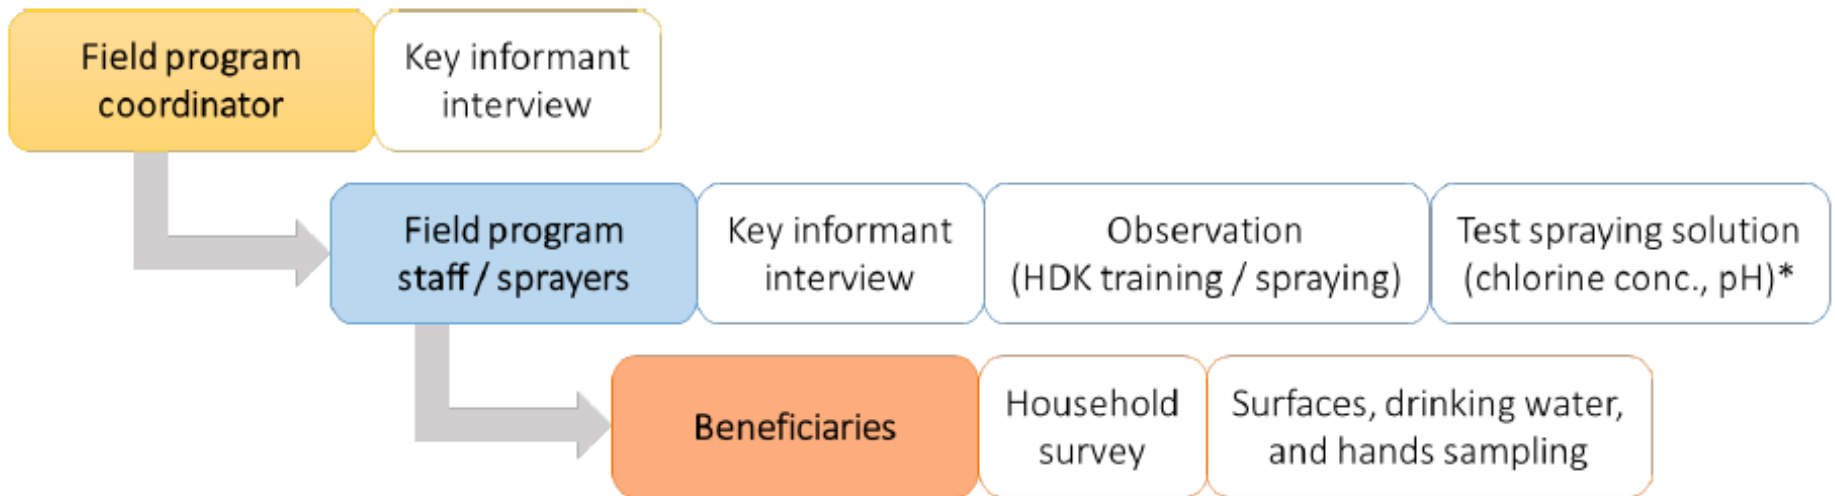 Field program
coordinator
Key informant
interview
Field program
staff / sprayers
Key informant
interview
Observation
(HDK training / spraying)
Test spraying solution
(chlorine conc., pH)*
Beneficiaries
Household
survey
Surfaces, drinking water,
and hands sampling